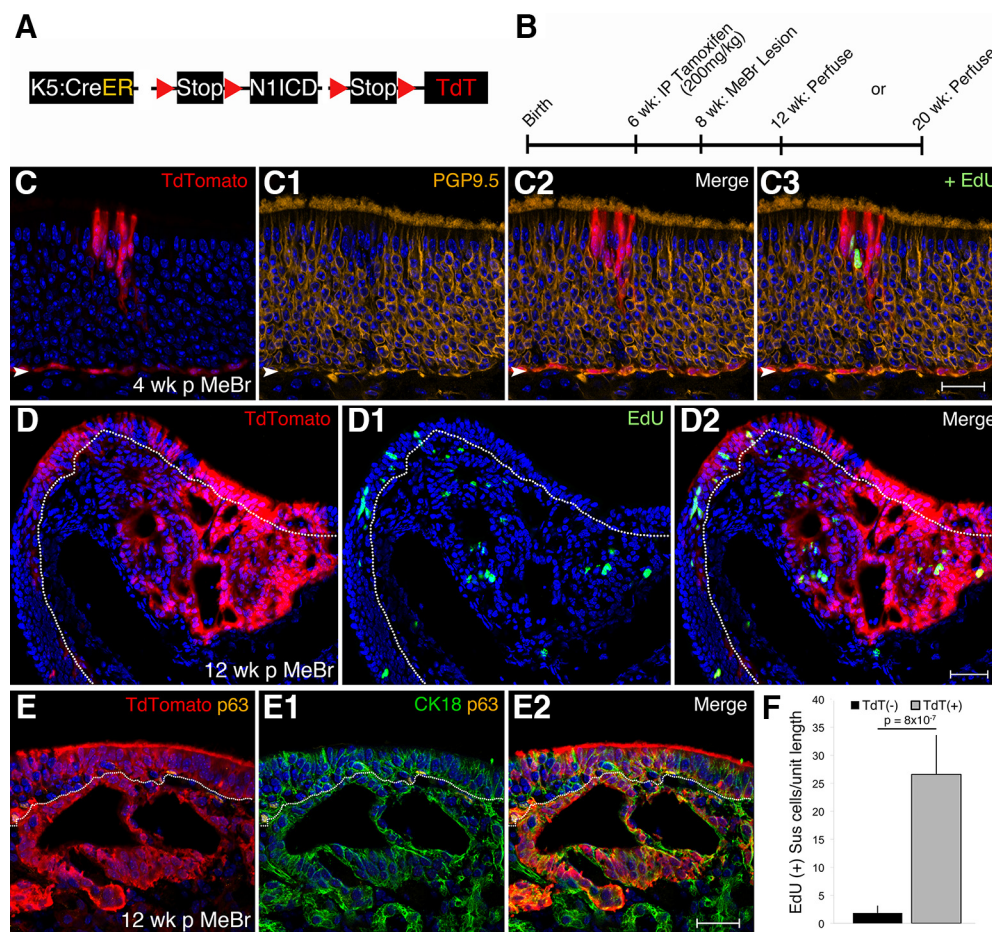 A
K5:CreER
Stop
N1ICD
Stop
TdT
B
Birth
6 wk: IP Tamoxifen
(200mg/kg)
8 wk: MeBr Lesion
12 wk: Perfuse
or
20 wk: Perfuse
C
TdTomato
4 wk p MeBr
C1
PGP9.5
C2
Merge
C3
+ EdU
D
TdTomato
12 wk p MeBr
D1
EdU
D2
Merge
E
TdTomato p63
12 wk p MeBr
E1
CK18 p63
E2
Merge
F
TdT(-)
TdT(+)
p = 8x10-7
EdU (+) Sus cells/unit length
40
35
30
25
20
15
10
5
0